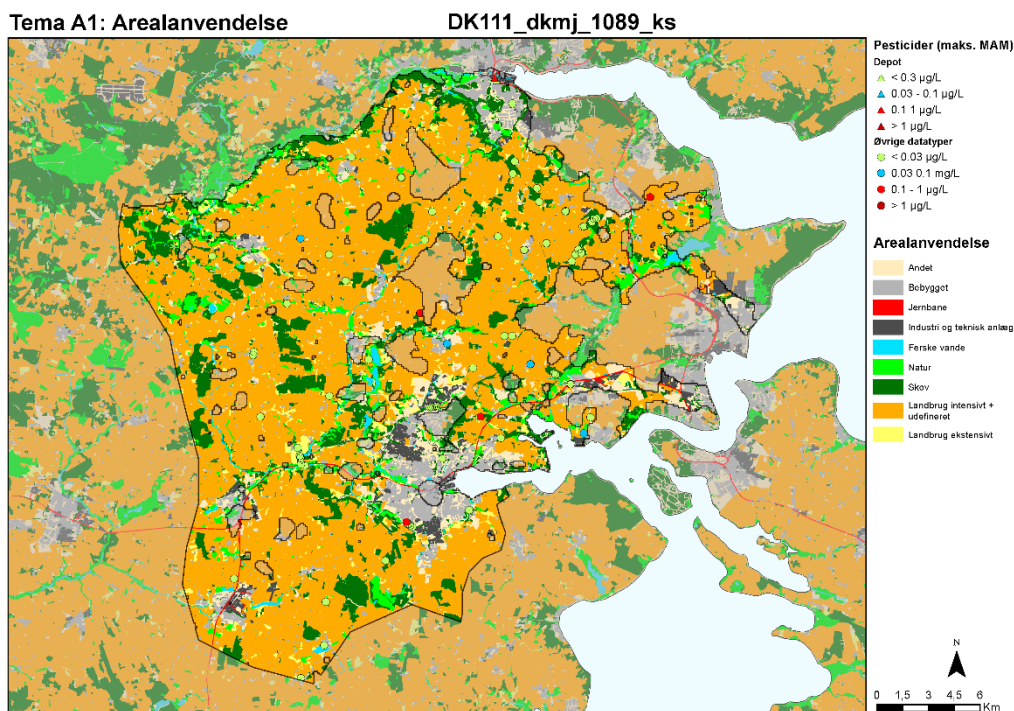 Tema A1: Arealanvendelse
DK111_dkmj_1089_ks
Pesticider (maks. MAM)
Depot
< 0.3 µg/L
0.03 - 0.1 µg/L
0.1 1 µg/L
> 1 µg/L
Øvrige datatyper
< 0.03 µg/L
0.03 0.1 mg/L
0.1 - 1 µg/L
> 1 µg/L
Arealanvendelse
Andet
Bebygget
Jernbane
Industri og teknisk anlæg
Ferske vande
Natur
Skov
Landbrug intensivt +
udefineret
Landbrug ekstensivt
N
0 1,5 3 4,5 6
Km